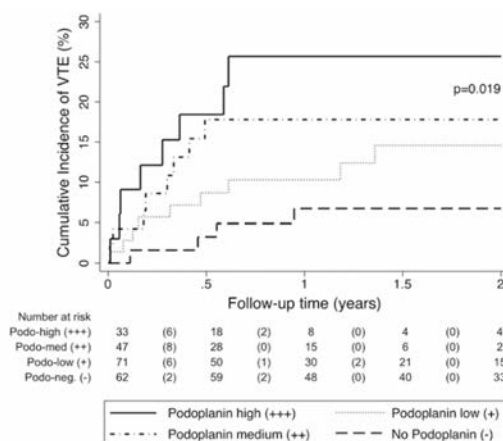 Cumulative Incidence of VTE (%)
30
25
20
15
10
5
0
p=0.019
0 .5 1 1.5 2
Follow-up time (years)
Number at risk
Podo-high (+++) 33 (6) 18 (2) 8 (0) 4 (0) 4
Podo-med (++) 47 (8) 28 (0) 15 (0) 6 (0) 2
Podo-low (+) 71 (6) 50 (1) 30 (2) 21 (0) 15
Podo-neg. (-) 62 (2) 59 (2) 48 (0) 40 (0) 33
Podoplanin high (+++) Podoplanin low (+)
Podoplanin medium (++) No Podoplanin (-)